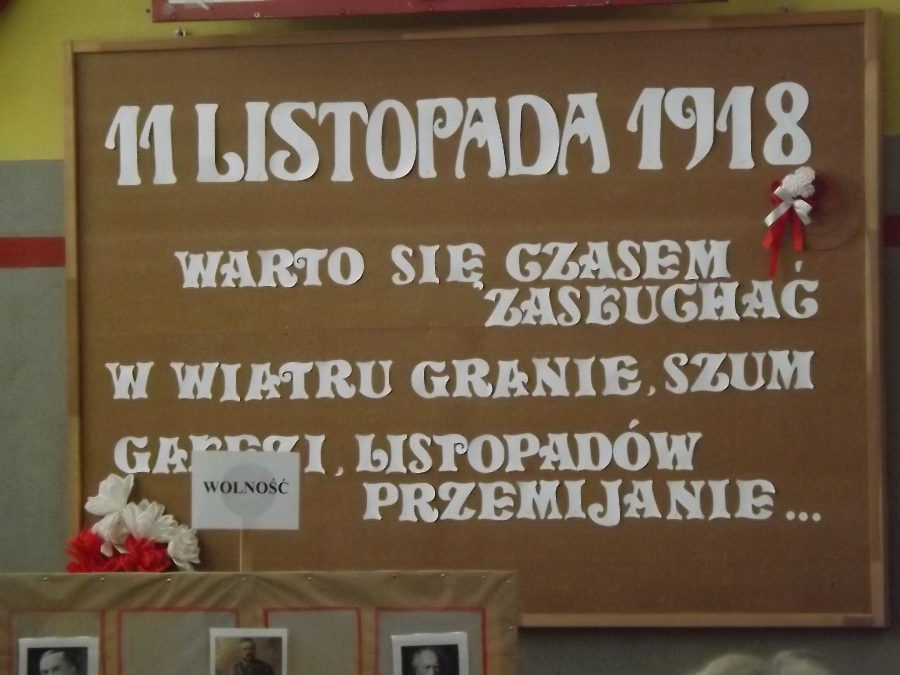 11 LISTOPADA 1918
WARTO SIĘ CZASEM
ZASŁUCHAĆ
W WIATRU GRANIE, SZUM
, LISTOPADÓW
WOLNOŚĆ
PRZEMIJANIE...